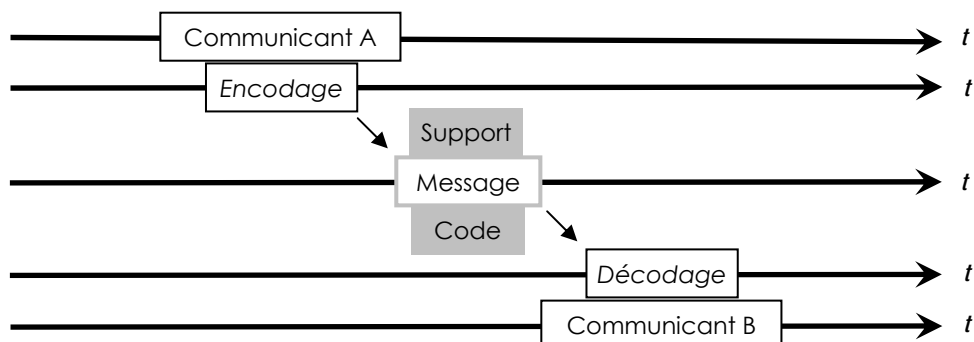 Communicant A t
Encodage t
Support
Message t
Code
Décodage t
Communicant B t